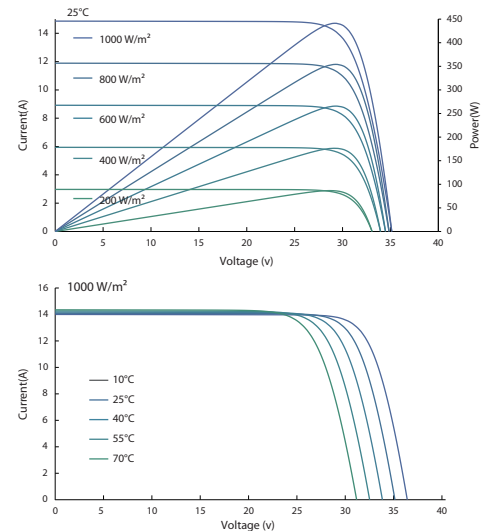 25°C
14
12
10
8
6
4
2
0
Current(A)
1000 W/m²
800 W/m²
600 W/m²
400 W/m²
200 W/m²
450
400
350
300
250
200
150
100
50
0
Power(W)
0 5 10 15 20 25 30 35 40
Voltage (v)
1000 W/m²
16
14
12
10
8
6
4
2
0
Current(A)
10°C
25°C
40°C
55°C
70°C
0 5 10 15 20 25 30 35 40
Voltage (v)